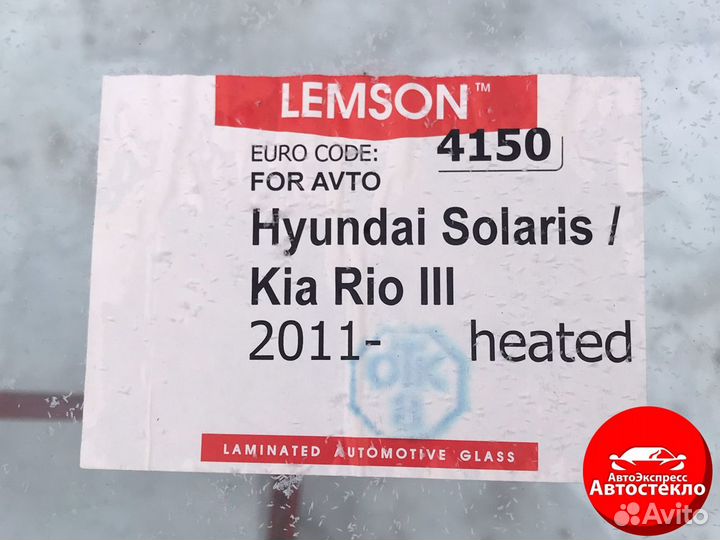 LEMSON™
EURO CODE: 4150
FOR AVTO
Hyundai Solaris /
Kia Rio III
2011- heated
ОТК
LAMINATED AUTOMOTIVE GLASS
АвтоЭкспресс
Автостекло
Avito